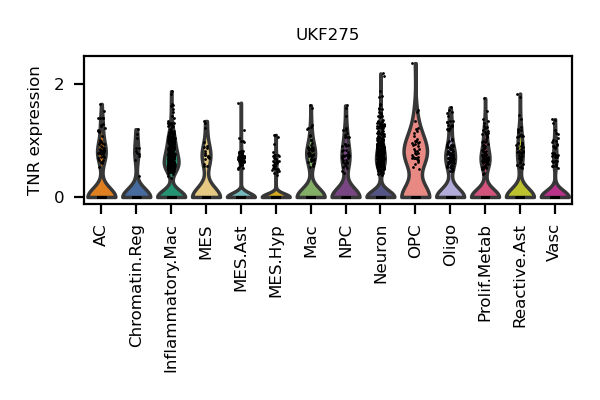 UKF275
TNR expression
2
0
AC
Chromatin.Reg
Inflammatory.Mac
MES
MES.Ast
MES.Hyp
Mac
NPC
Neuron
OPC
Oligo
Prolif.Metab
Reactive.Ast
Vasc